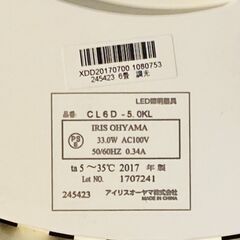 XDD20170700 1080753
245423 6畳 調光
LED照明器具
品番 CL6D-5.0KL
PS E
IRIS OHYAMA
33.0W AC100V
50/60HZ 0.34A
ta 5~35℃ 2017 年製
Lot NO. 1707241
245423 アイリスオーヤマ株式会社
MADE IN CHINA